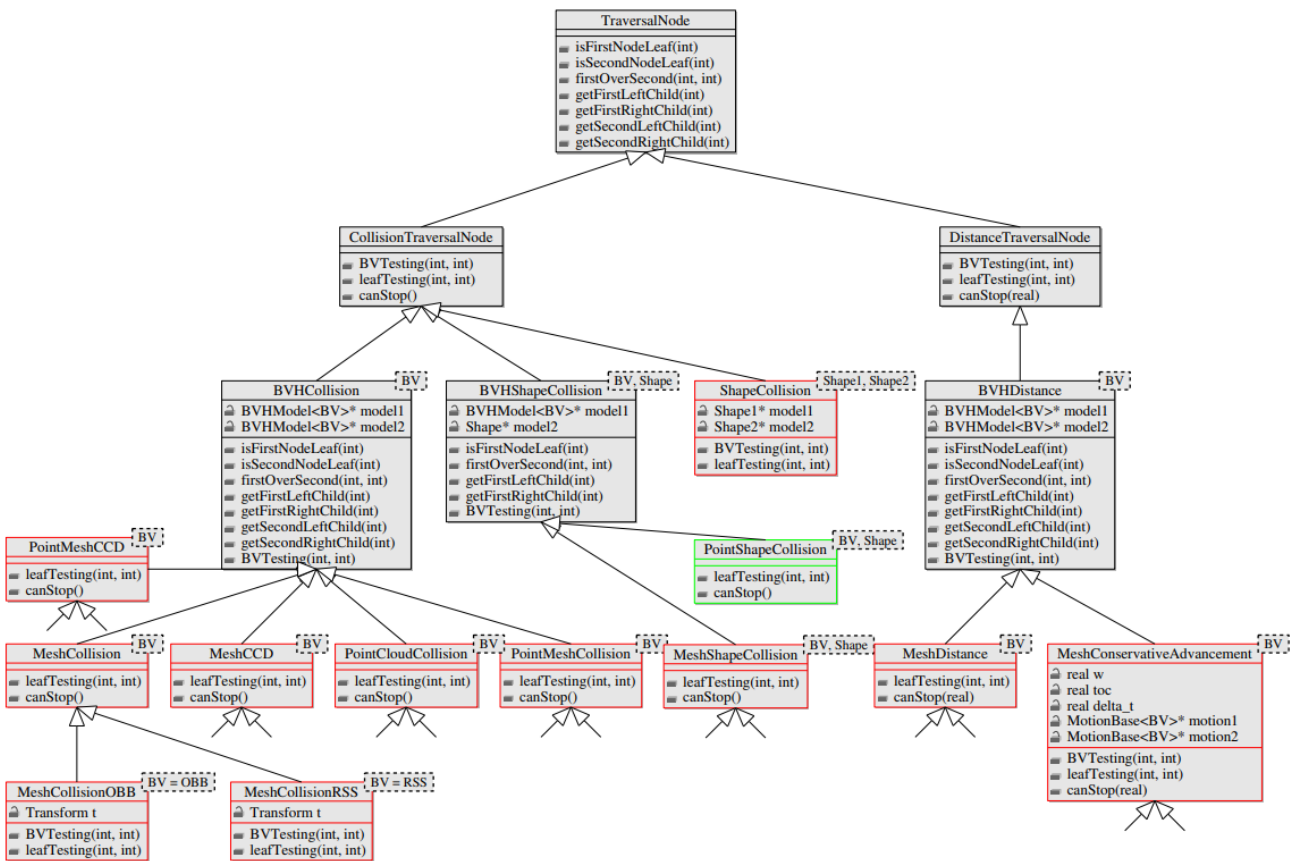 TraversalNode
isFirstNodeLeaf(int)
isSecondNodeLeaf(int)
firstOverSecond(int, int)
getFirstLeftChild(int)
getFirstRightChild(int)
getSecondLeftChild(int)
getSecondRightChild(int)
CollisionTraversalNode
BVTesting(int, int)
leafTesting(int, int)
canStop()
DistanceTraversalNode
BVTesting(int, int)
leafTesting(int, int)
canStop(real)
BVHCollision
BV
BVHModel<BV>* model1
BVHModel<BV>* model2
isFirstNodeLeaf(int)
isSecondNodeLeaf(int)
firstOverSecond(int, int)
getFirstLeftChild(int)
getFirstRightChild(int)
getSecondLeftChild(int)
getSecondRightChild(int)
BVTesting(int, int)
BVHShapeCollision
BV, Shape
BVHModel<BV>* model1
Shape* model2
isFirstNodeLeaf(int)
firstOverSecond(int, int)
getFirstLeftChild(int)
getFirstRightChild(int)
BVTesting(int, int)
ShapeCollision
Shape1, Shape2
Shape1* model1
Shape2* model2
BVTesting(int, int)
leafTesting(int, int)
BVHDistance
BV
BVHModel<BV>* model1
BVHModel<BV>* model2
isFirstNodeLeaf(int)
isSecondNodeLeaf(int)
firstOverSecond(int, int)
getFirstLeftChild(int)
getFirstRightChild(int)
getSecondLeftChild(int)
getSecondRightChild(int)
BVTesting(int, int)
PointMeshCCD
BV
leafTesting(int, int)
canStop()
PointShapeCollision
BV, Shape
leafTesting(int, int)
canStop()
MeshCollision
BV
leafTesting(int, int)
canStop()
MeshCCD
BV
leafTesting(int, int)
canStop()
PointCloudCollision
BV
leafTesting(int, int)
canStop()
PointMeshCollision
BV
leafTesting(int, int)
canStop()
MeshShapeCollision
BV, Shape
leafTesting(int, int)
canStop()
MeshDistance
BV
leafTesting(int, int)
canStop(real)
MeshConservativeAdvancement
BV
real w
real toc
real delta_t
MotionBase<BV>* motion1
MotionBase<BV>* motion2
BVTesting(int, int)
leafTesting(int, int)
canStop(real)
MeshCollisionOBB
BV = OBB
Transform t
BVTesting(int, int)
leafTesting(int, int)
MeshCollisionRSS
BV = RSS
Transform t
BVTesting(int, int)
leafTesting(int, int)